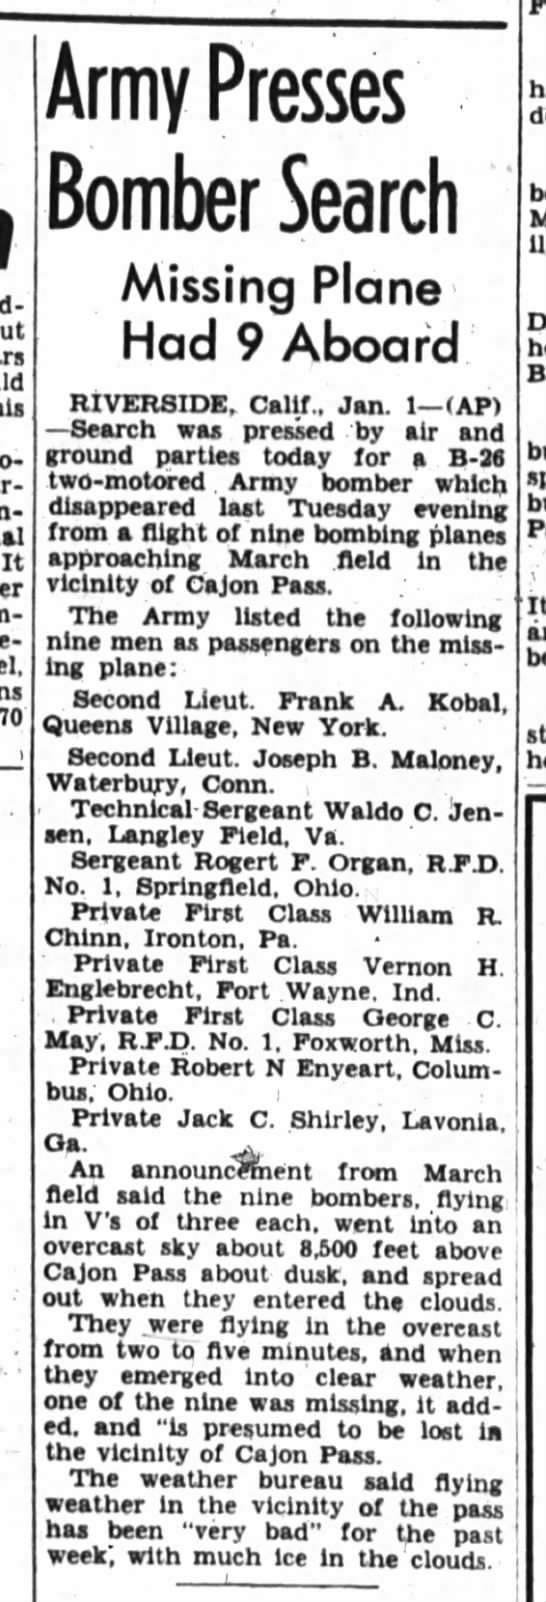 Army Presses
Bomber Search
Missing Plane
Had 9 Aboard
RIVERSIDE, Calif., Jan. 1—(AP)
—Search was pressed by air and
ground parties today for a B-26
two-motored Army bomber which
disappeared last Tuesday evening
from a flight of nine bombing planes
approaching March field in the
vicinity of Cajon Pass.
The Army listed the following
nine men as passengers on the miss-
ing plane:
Second Lieut. Frank A. Kobal,
Queens Village, New York.
Second Lieut. Joseph B. Maloney,
Waterbury, Conn.
Technical Sergeant Waldo C. Jen-
sen, Langley Field, Va.
Sergeant Rogert F. Organ, R.F.D.
No. 1, Springfield, Ohio.
Private First Class William R.
Chinn, Ironton, Pa.
Private First Class Vernon H.
Englebrecht, Fort Wayne, Ind.
Private First Class George C.
May, R.F.D. No. 1, Foxworth, Miss.
Private Robert N Enyeart, Colum-
bus, Ohio.
Private Jack C. Shirley, Lavonia,
Ga.
An announcement from March
field said the nine bombers, flying
in V's of three each, went into an
overcast sky about 8,500 feet above
Cajon Pass about dusk, and spread
out when they entered the clouds.
They were flying in the overcast
from two to five minutes, and when
they emerged into clear weather,
one of the nine was missing, it add-
ed, and "is presumed to be lost in
the vicinity of Cajon Pass.
The weather bureau said flying
weather in the vicinity of the pass
has been "very bad" for the past
week, with much ice in the clouds.